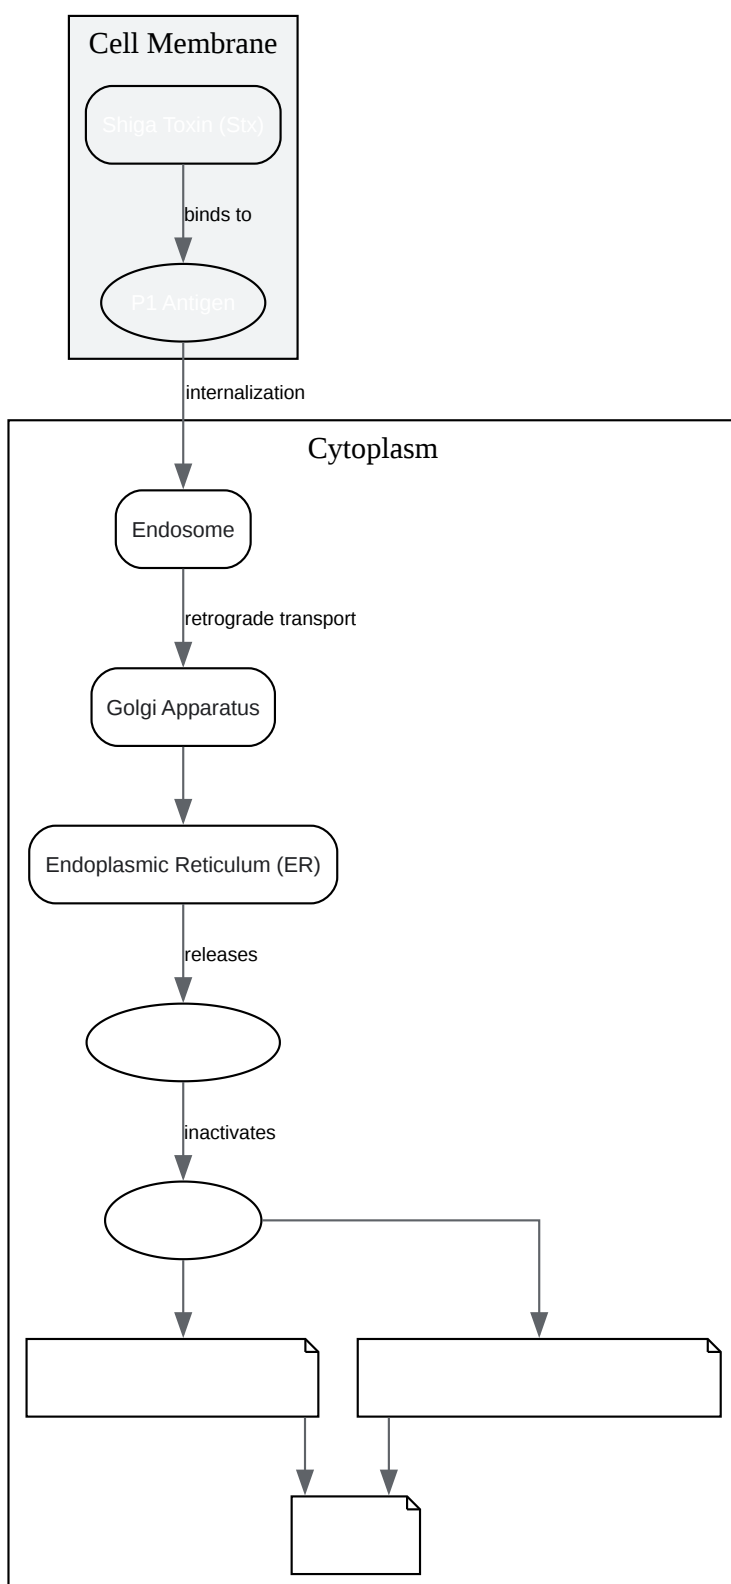 Cell Membrane
Shiga Toxin (Stx)
binds to
P1 Antigen
internalization
Cytoplasm
Endosome
retrograde transport
Golgi Apparatus
Endoplasmic Reticulum (ER)
releases
inactivates